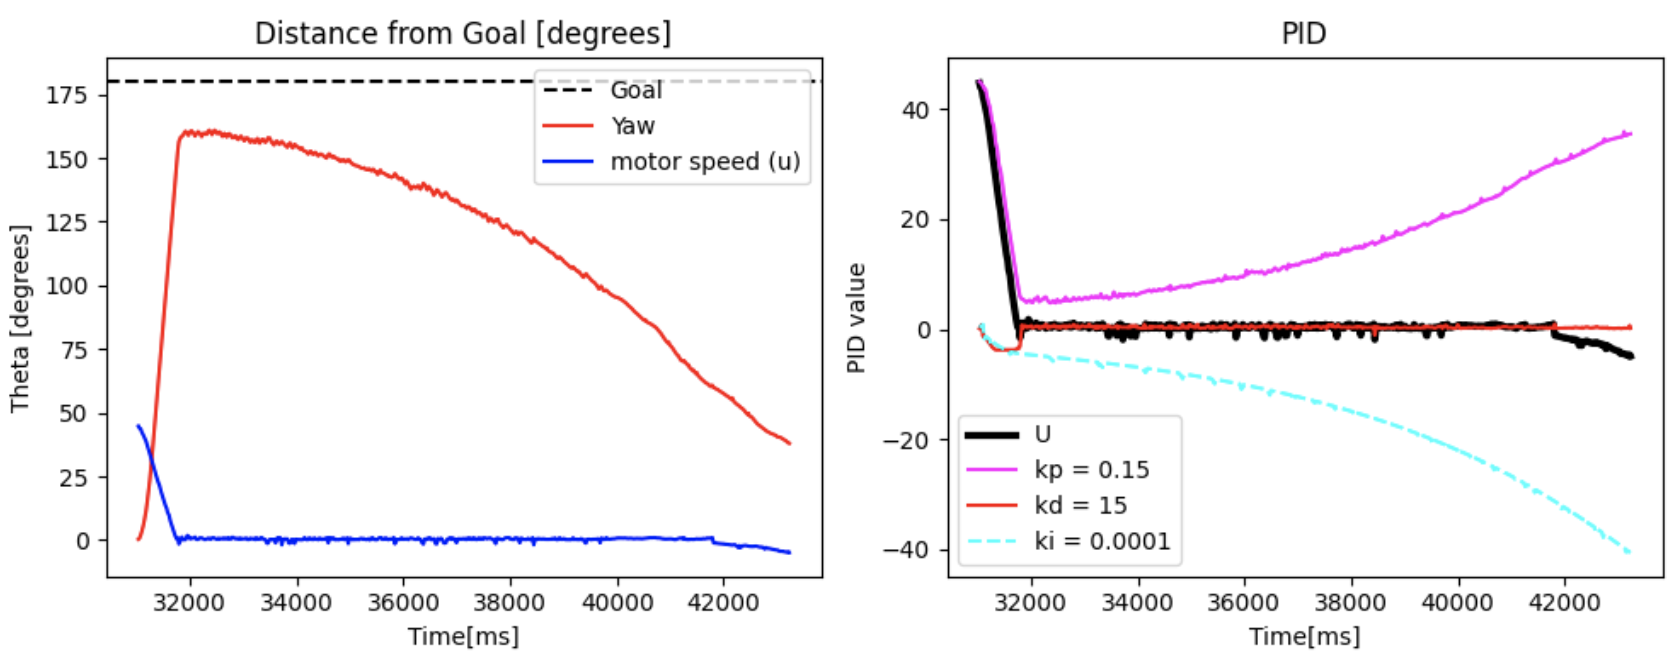 Distance from Goal [degrees]
175
150
125
100
75
50
25
0
Theta [degrees]
Goal
Yaw
motor speed (u)
32000 34000 36000 38000 40000 42000
Time[ms]
PID
40
20
0
−20
−40
PID value
U
kp = 0.15
kd = 15
ki = 0.0001
32000 34000 36000 38000 40000 42000
Time[ms]